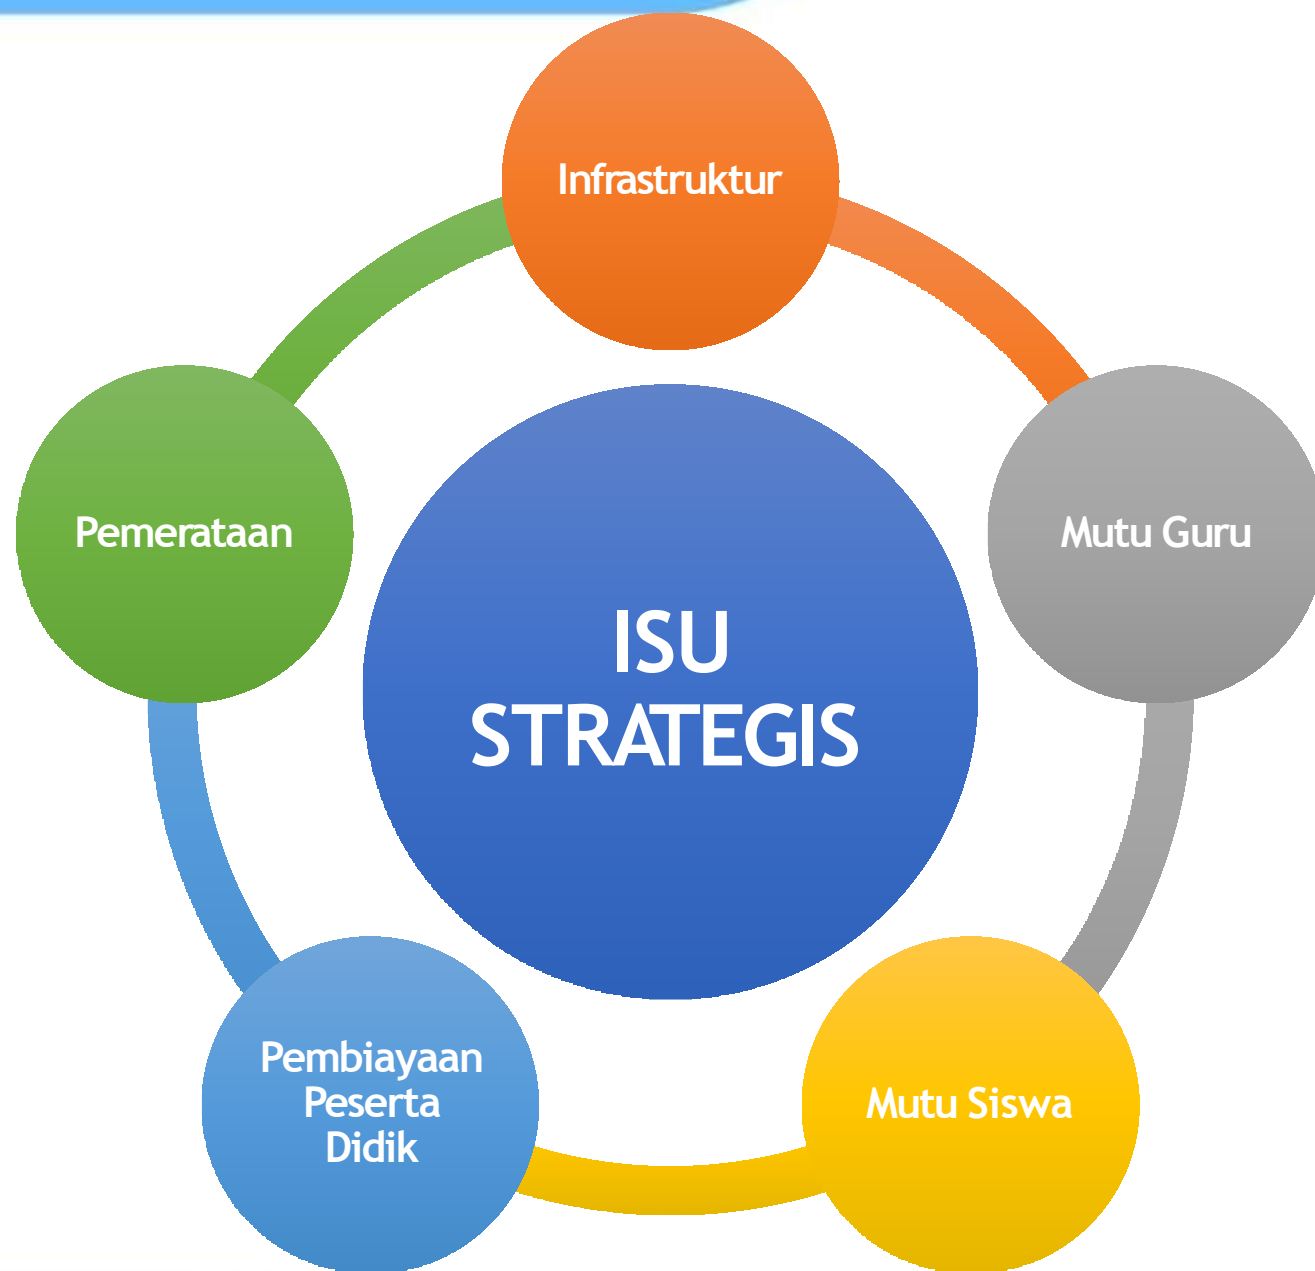 Infrastruktur
Mutu Guru
Mutu Siswa
Pembiayaan
Peserta
Didik
Pemerataan
ISU
STRATEGIS